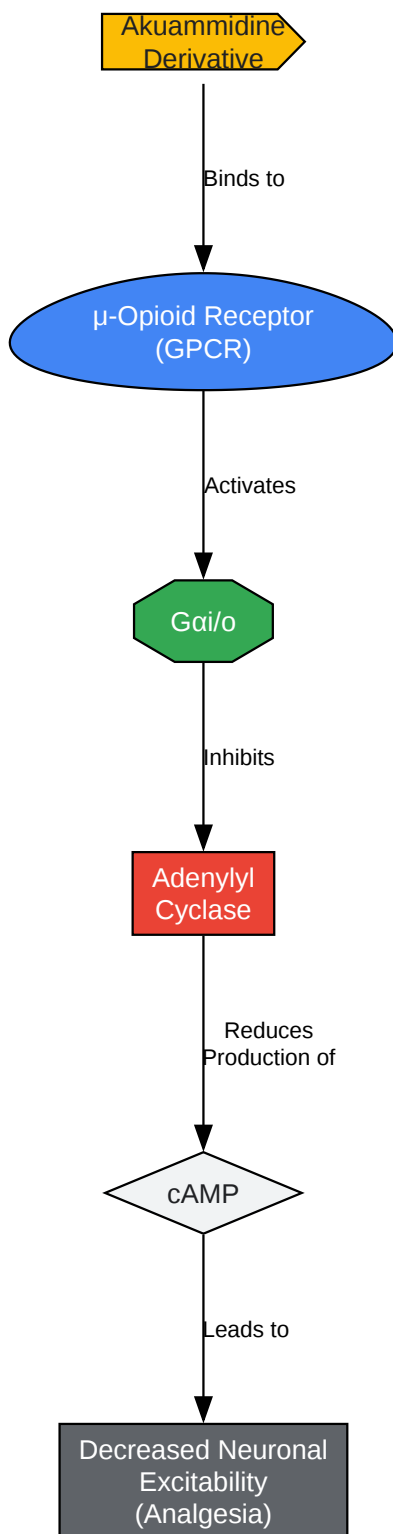 Akuammidine
Derivative
Binds to
μ-Opioid Receptor
(GPCR)
Activates
Gαi/o
Inhibits
Adenylyl
Cyclase
Reduces
Production of
cAMP
Leads to
Decreased Neuronal
Excitability
(Analgesia)